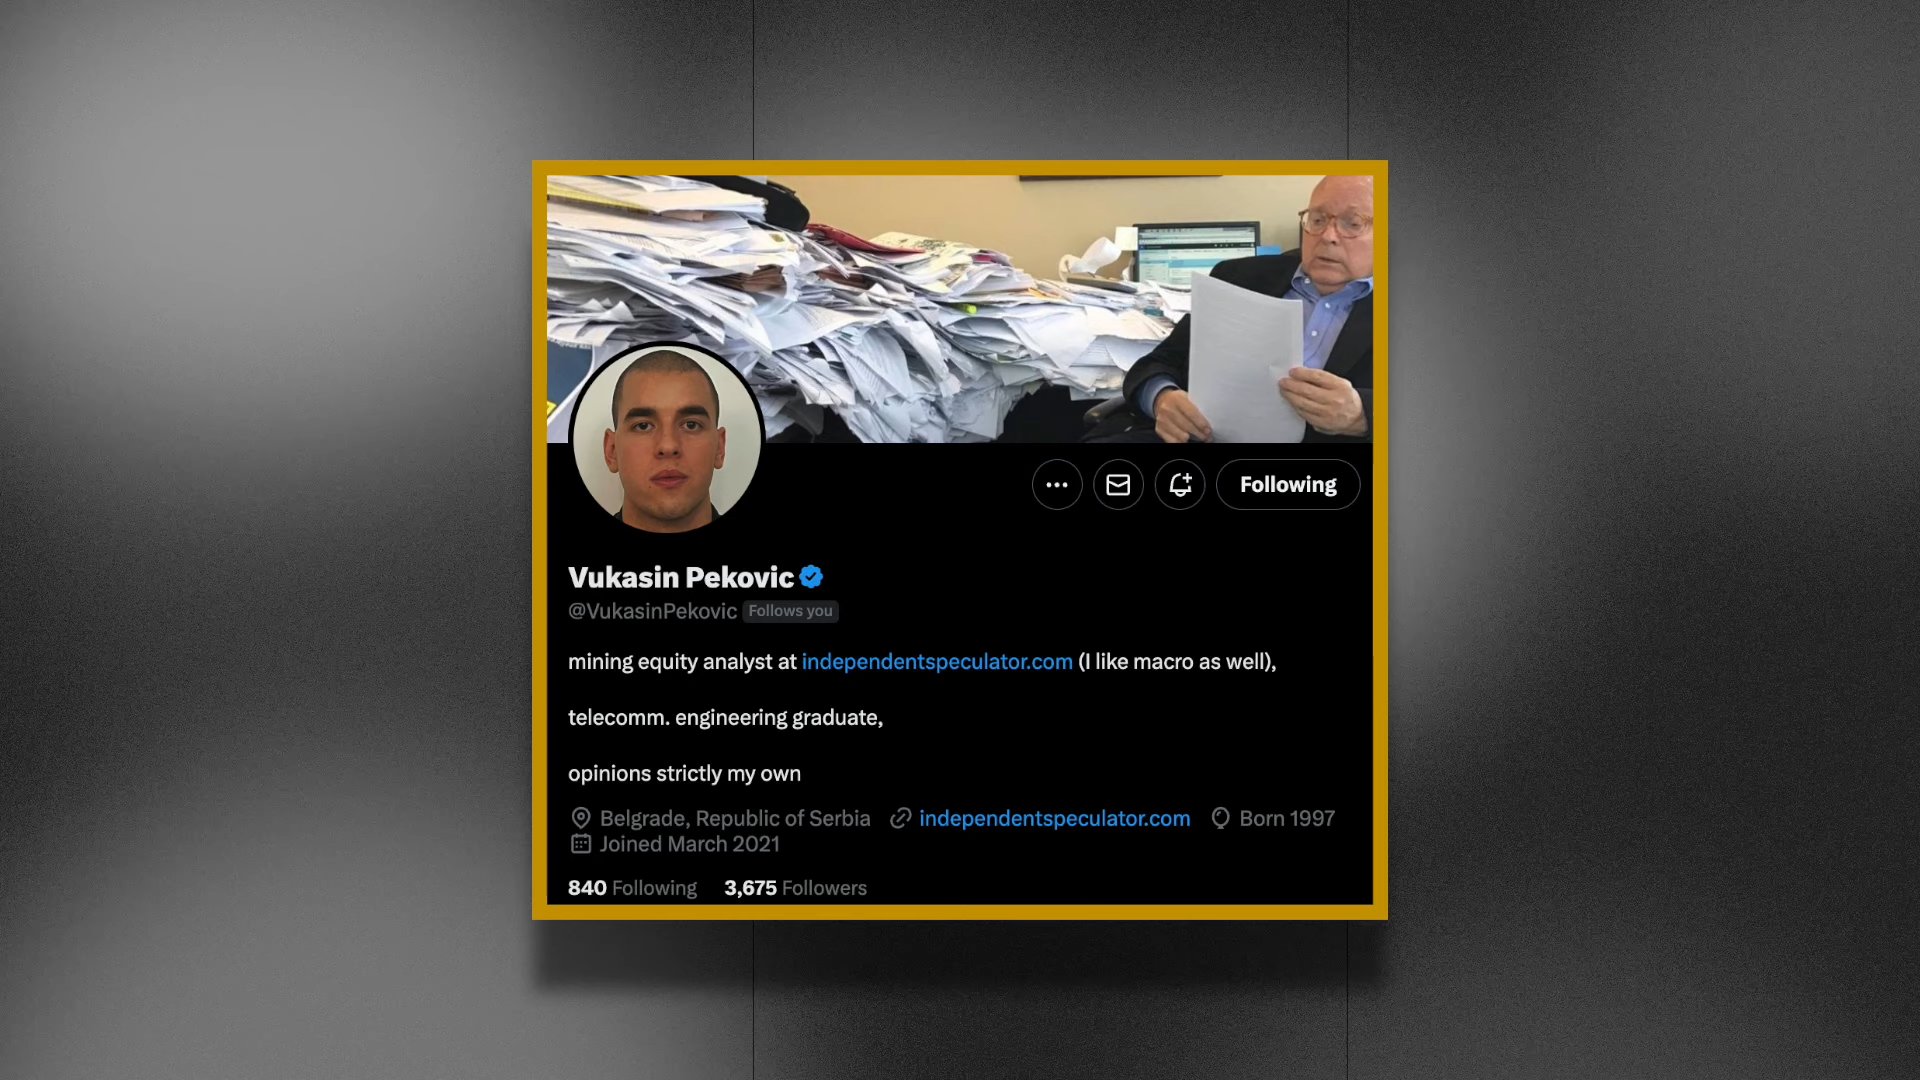 Following
Vukasin Pekovic
@VukasinPekovic Follows you
mining equity analyst at independentspeculator.com (I like macro as well),
telecomm. engineering graduate,
opinions strictly my own
Belgrade, Republic of Serbia independentspeculator.com Born 1997
Joined March 2021
840 Following 3,675 Followers